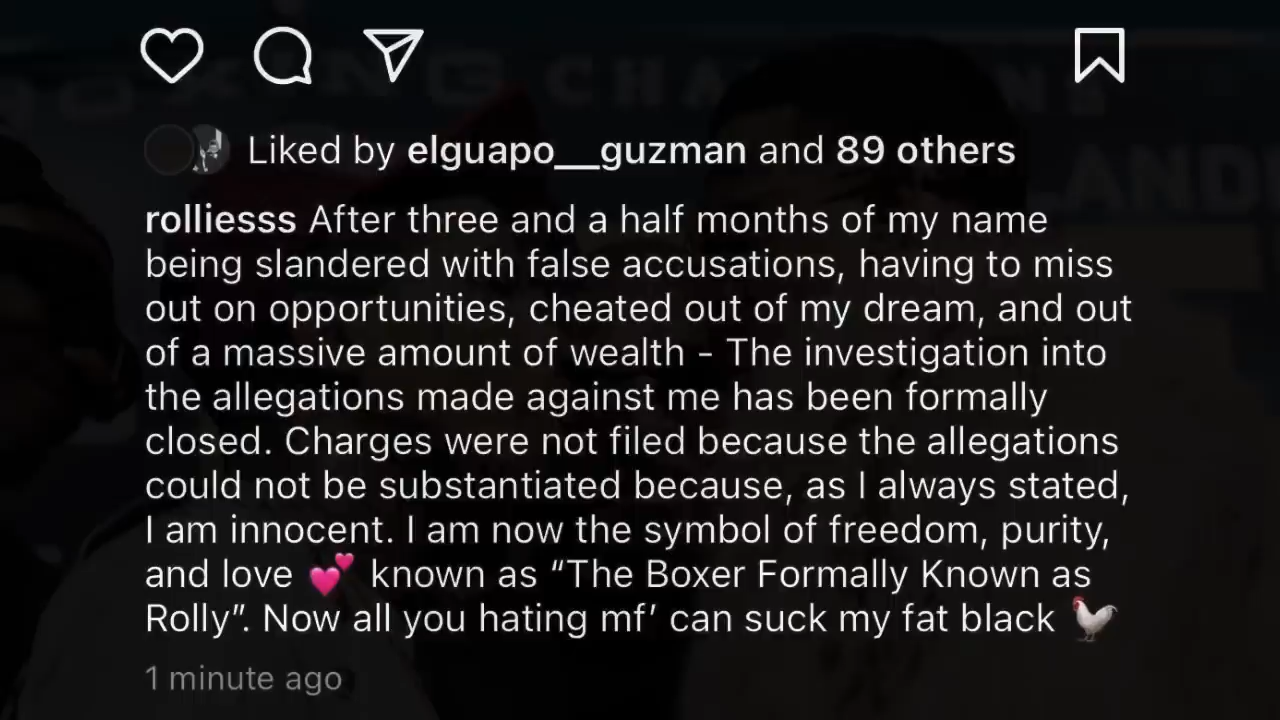 Liked by elguapo__guzman and 89 others
rolliesss After three and a half months of my name
being slandered with false accusations, having to miss
out on opportunities, cheated out of my dream, and out
of a massive amount of wealth - The investigation into
the allegations made against me has been formally
closed. Charges were not filed because the allegations
could not be substantiated because, as I always stated,
I am innocent. I am now the symbol of freedom, purity,
and love 💕 known as “The Boxer Formally Known as
Rolly”. Now all you hating mf’ can suck my fat black 🐓
1 minute ago